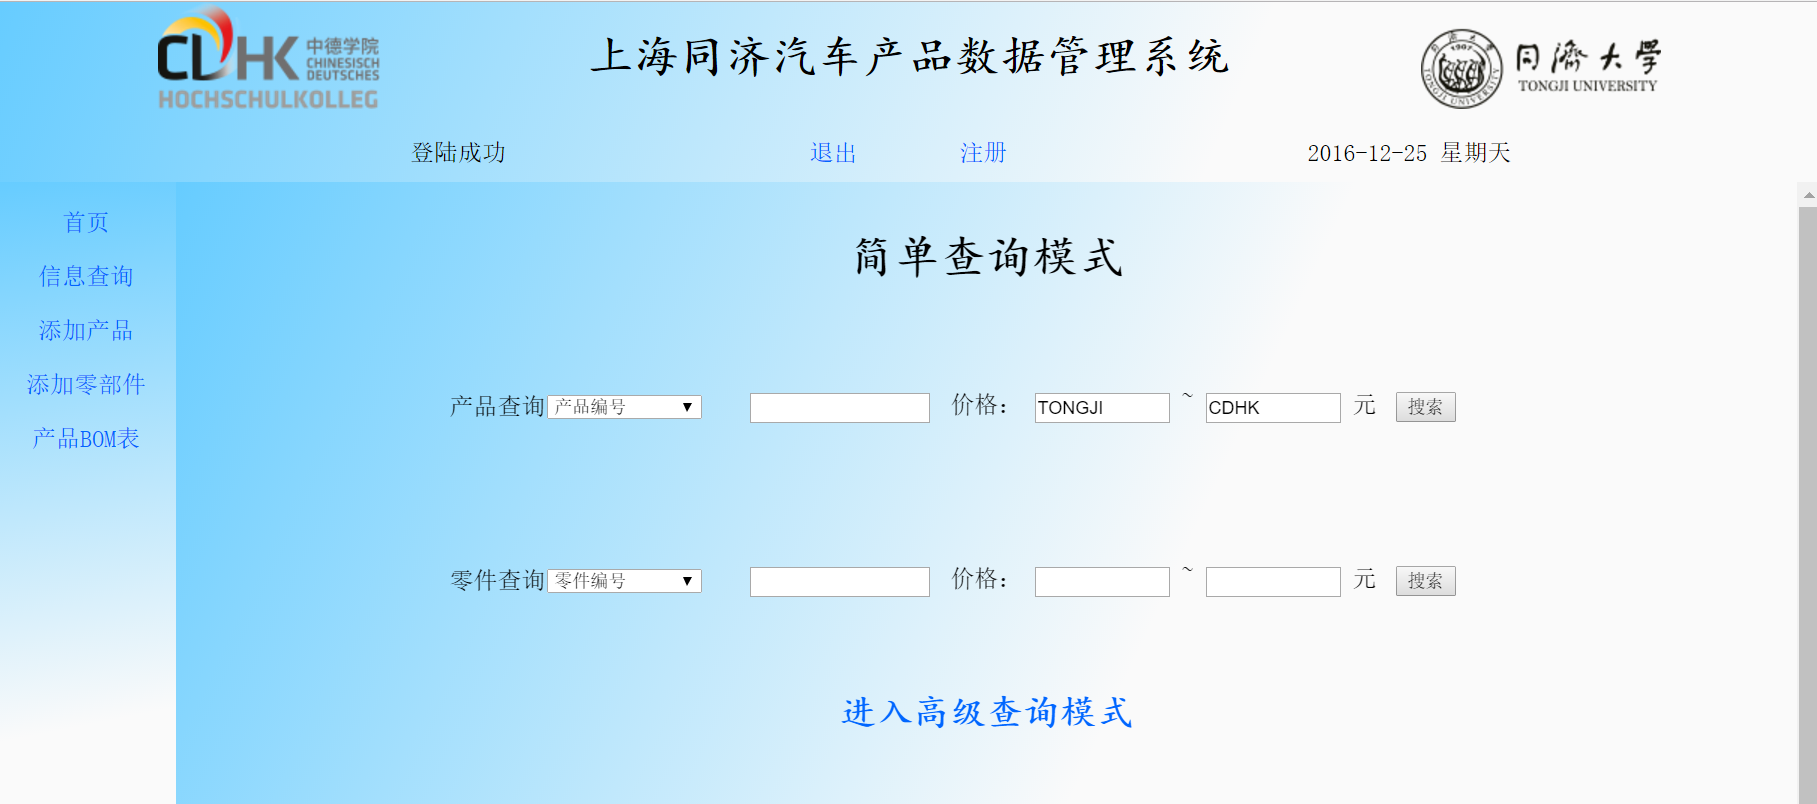 CDHK 中德学院
CHINESISCH
DEUTSCHES
HOCHSCHULKOLLEG
上海同济汽车产品数据管理系统
1907
TONGJI UNIVERSITY
同濟大學
TONGJI UNIVERSITY
登陆成功 退出 注册 2016-12-25 星期天
首页
信息查询
添加产品
添加零部件
产品BOM表
简单查询模式
产品查询 产品编号 ▼ 价格： TONGJI ~ CDHK 元 搜索
零件查询 零件编号 ▼ 价格： ~ 元 搜索
进入高级查询模式